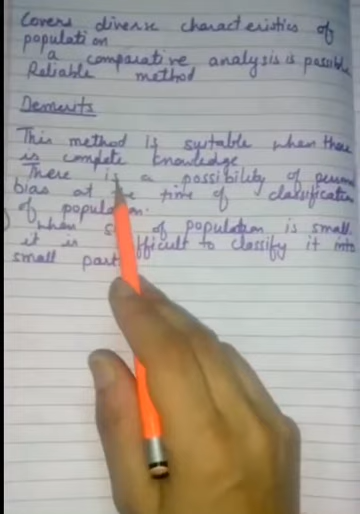 Covers diverse characteristics of
population
a comparative analysis is possible
Reliable method
Demerits
This method is suitable when there
is complete knowledge
There is a possibility of
bias at the time of classification
of population.
when of population is small.
it is difficult to classify it into
small part